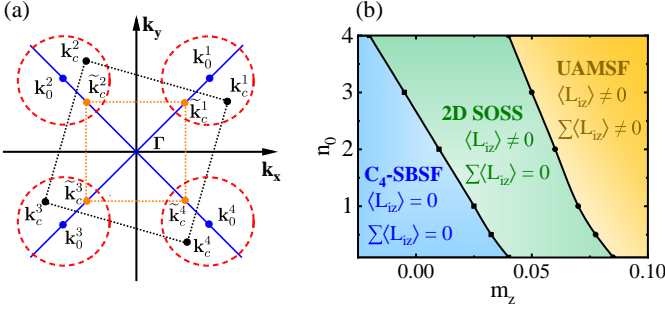 (a)
k_y
k_c^2
k_0^2
k̃_c^2
k̃_c^1
k_c^1
k_0^1
Γ
k_x
k_c^3
k̃_c^3
k_0^3
k̃_c^4
k_0^4
k_c^4
(b)
4
3
2
1
n_0
UAMSF
⟨L_iz⟩ ≠ 0
∑⟨L_iz⟩ ≠ 0
2D SOSS
⟨L_iz⟩ ≠ 0
∑⟨L_iz⟩ = 0
C_4-SBSF
⟨L_iz⟩ = 0
∑⟨L_iz⟩ = 0
0.00 0.05 0.10
m_z